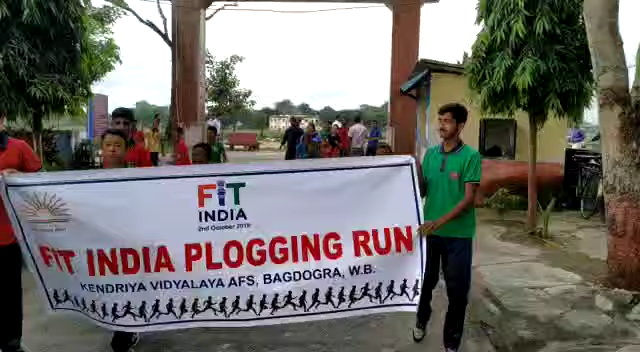 FIT
INDIA
2nd October 2019
FIT INDIA PLOGGING RUN
KENDRIYA VIDYALAYA AFS, BAGDOGRA, W.B.